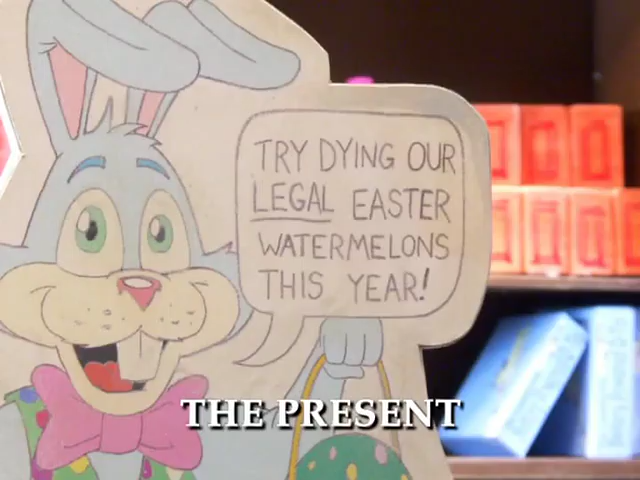 TRY DYING OUR
LEGAL EASTER
WATERMELONS
THIS YEAR!
THE PRESENT